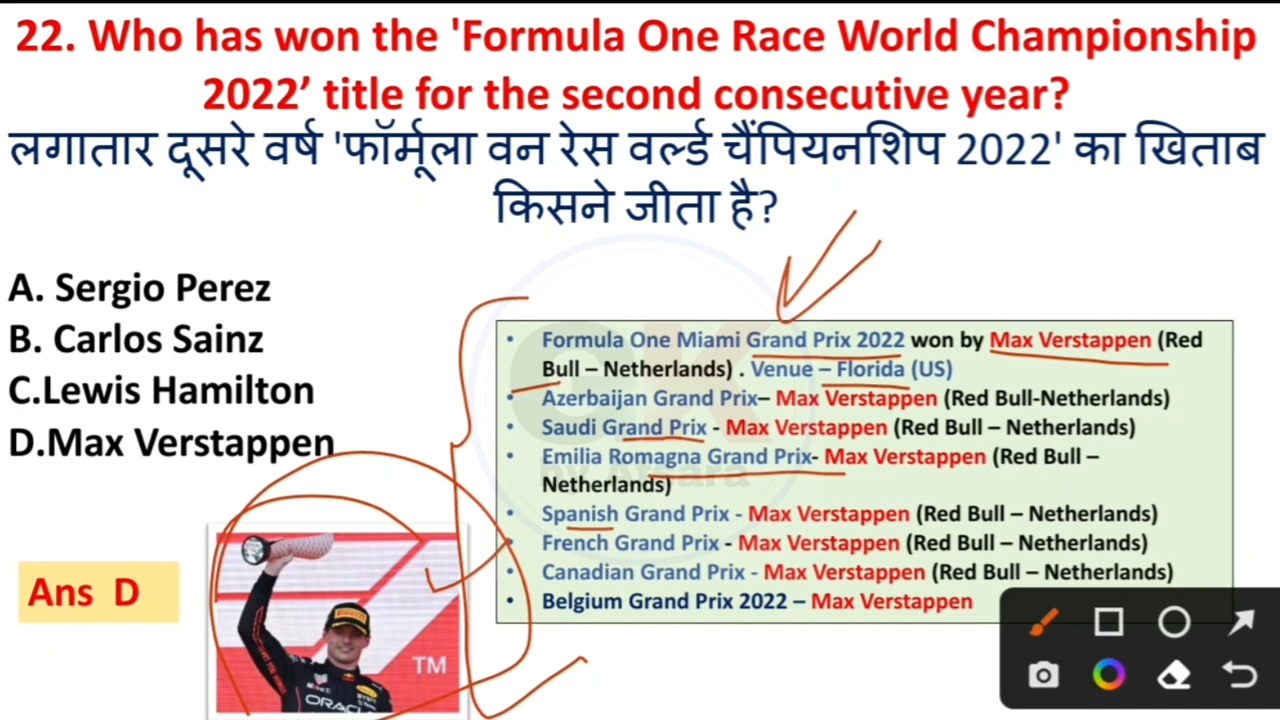 22. Who has won the 'Formula One Race World Championship
2022’ title for the second consecutive year?
लगातार दूसरे वर्ष 'फॉर्मूला वन रेस वर्ल्ड चैंपियनशिप 2022' का खिताब
किसने जीता है?
A. Sergio Perez
B. Carlos Sainz
C.Lewis Hamilton
D.Max Verstappen
Ans D
• Formula One Miami Grand Prix 2022 won by Max Verstappen (Red
Bull – Netherlands) . Venue – Florida (US)
• Azerbaijan Grand Prix– Max Verstappen (Red Bull-Netherlands)
• Saudi Grand Prix - Max Verstappen (Red Bull – Netherlands)
• Emilia Romagna Grand Prix- Max Verstappen (Red Bull –
Netherlands)
• Spanish Grand Prix - Max Verstappen (Red Bull – Netherlands)
• French Grand Prix - Max Verstappen (Red Bull – Netherlands)
• Canadian Grand Prix - Max Verstappen (Red Bull – Netherlands)
• Belgium Grand Prix 2022 – Max Verstappen
TM
ORACL